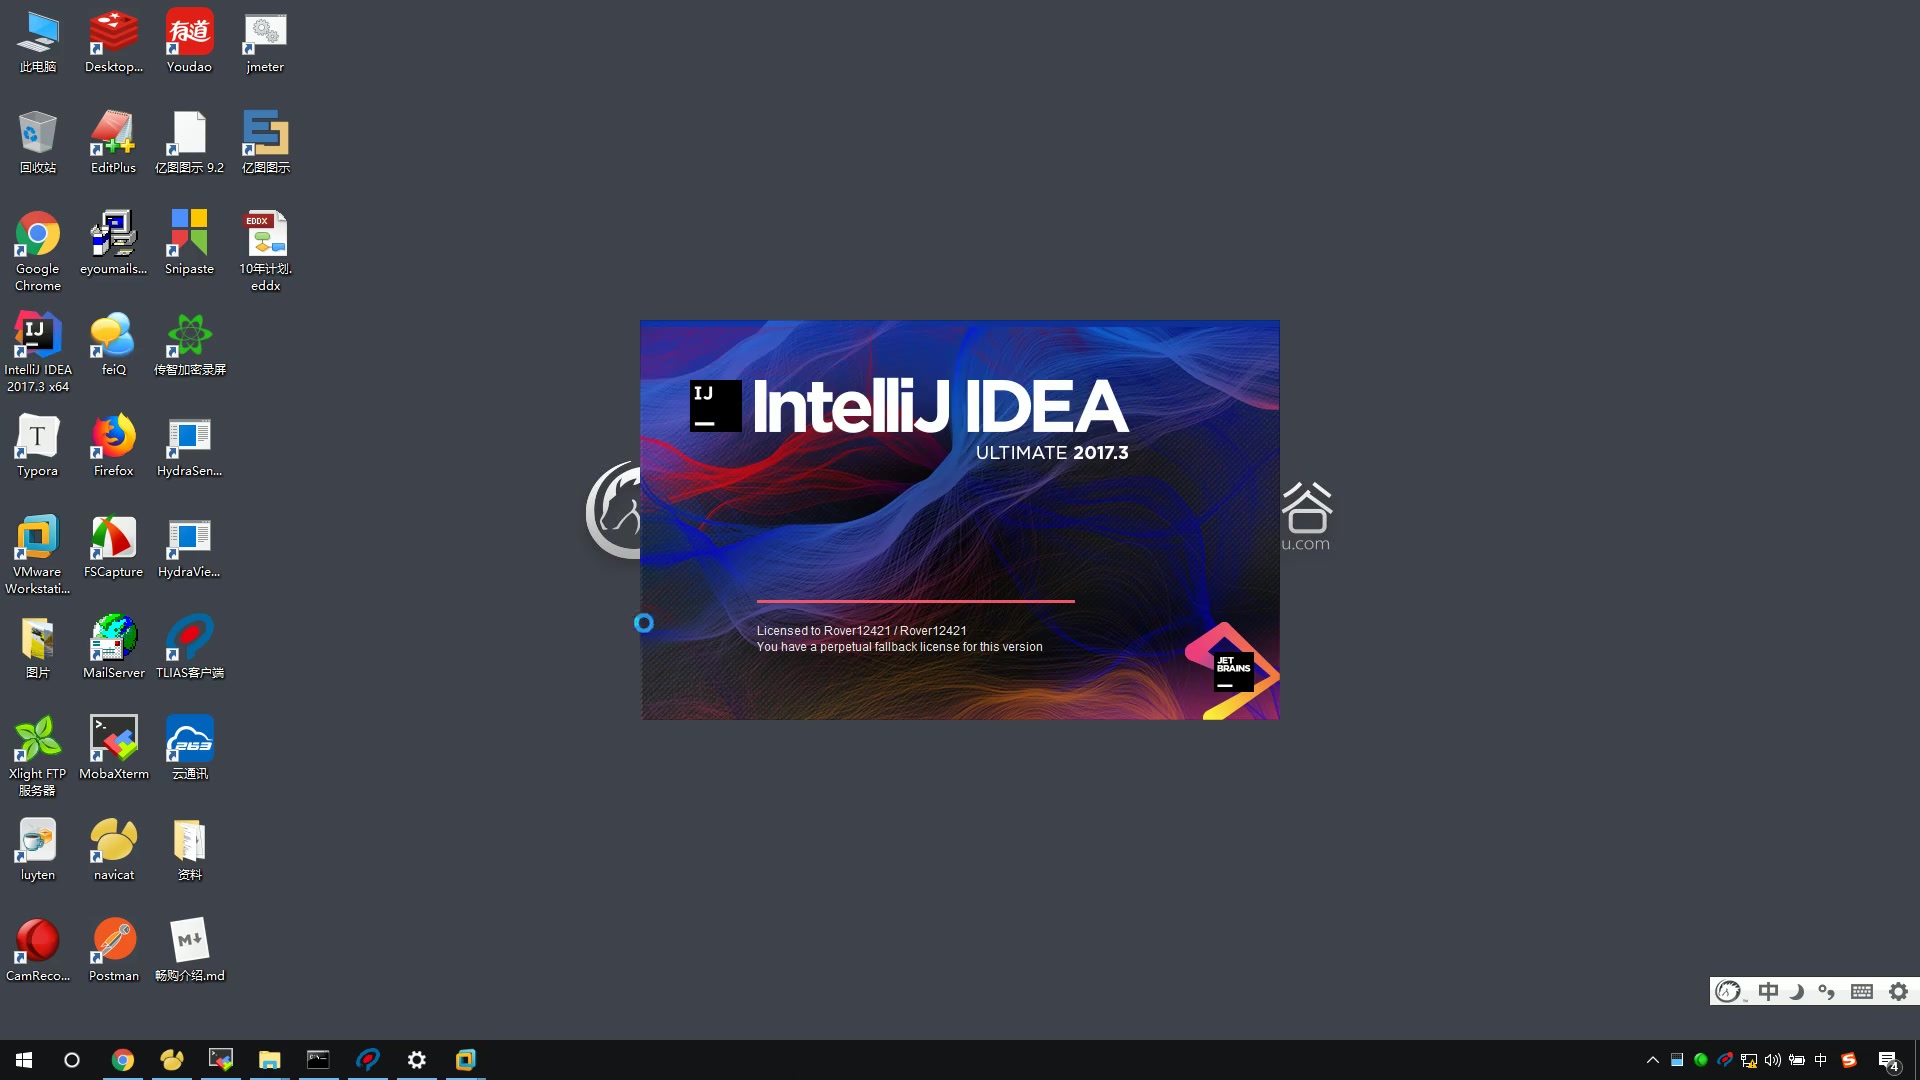 此电脑
Desktop...
有道
Youdao
jmeter
回收站
EditPlus
亿图图示 9.2
亿图图示
Google
Chrome
eyoumails...
Snipaste
EDDX
10年计划.
eddx
IJ
IntelliJ IDEA
2017.3 x64
feiQ
传智加密录屏
T
Typora
Firefox
HydraSen...
VMware
Workstati...
FSCapture
HydraVie...
图片
MailServer
TLIAS客户端
Xlight FTP
服务器
MobaXterm
263
云通讯
luyten
navicat
资料
CamReco...
Postman
M
畅购介绍.md
IJ
IntelliJ IDEA
ULTIMATE 2017.3
Licensed to Rover12421 / Rover12421
You have a perpetual fallback license for this version
JET
BRAINS
谷
u.com
中
中
S
4